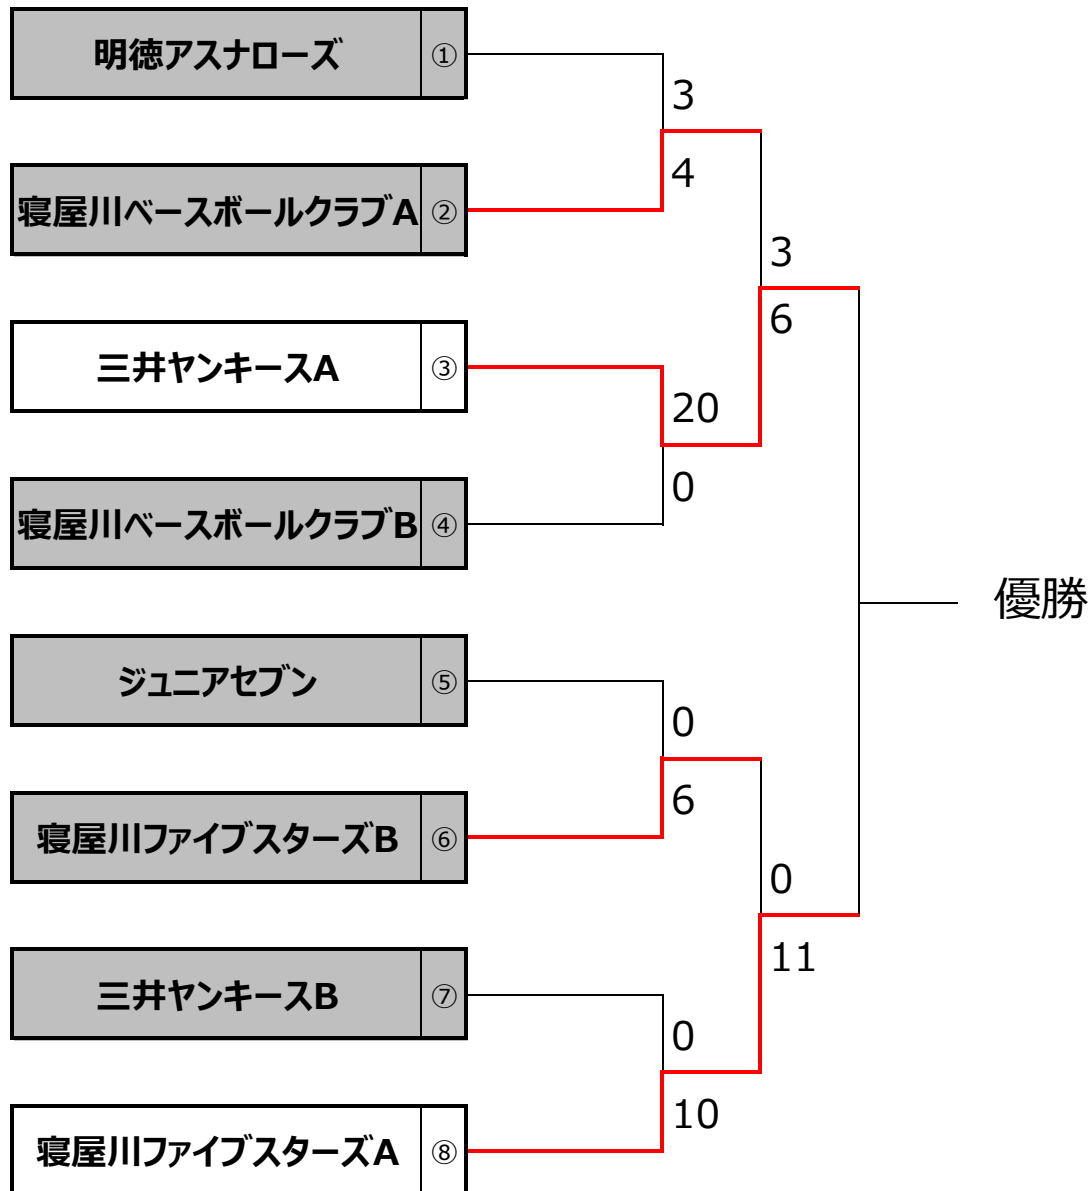 明徳アスナローズ ①
3
4
寝屋川ベースボールクラブA ②
3
6
三井ヤンキースA ③
20
0
寝屋川ベースボールクラブB ④
優勝
ジュニアセブン ⑤
0
6
寝屋川ファイブスターズB ⑥
0
11
三井ヤンキースB ⑦
0
10
寝屋川ファイブスターズA ⑧